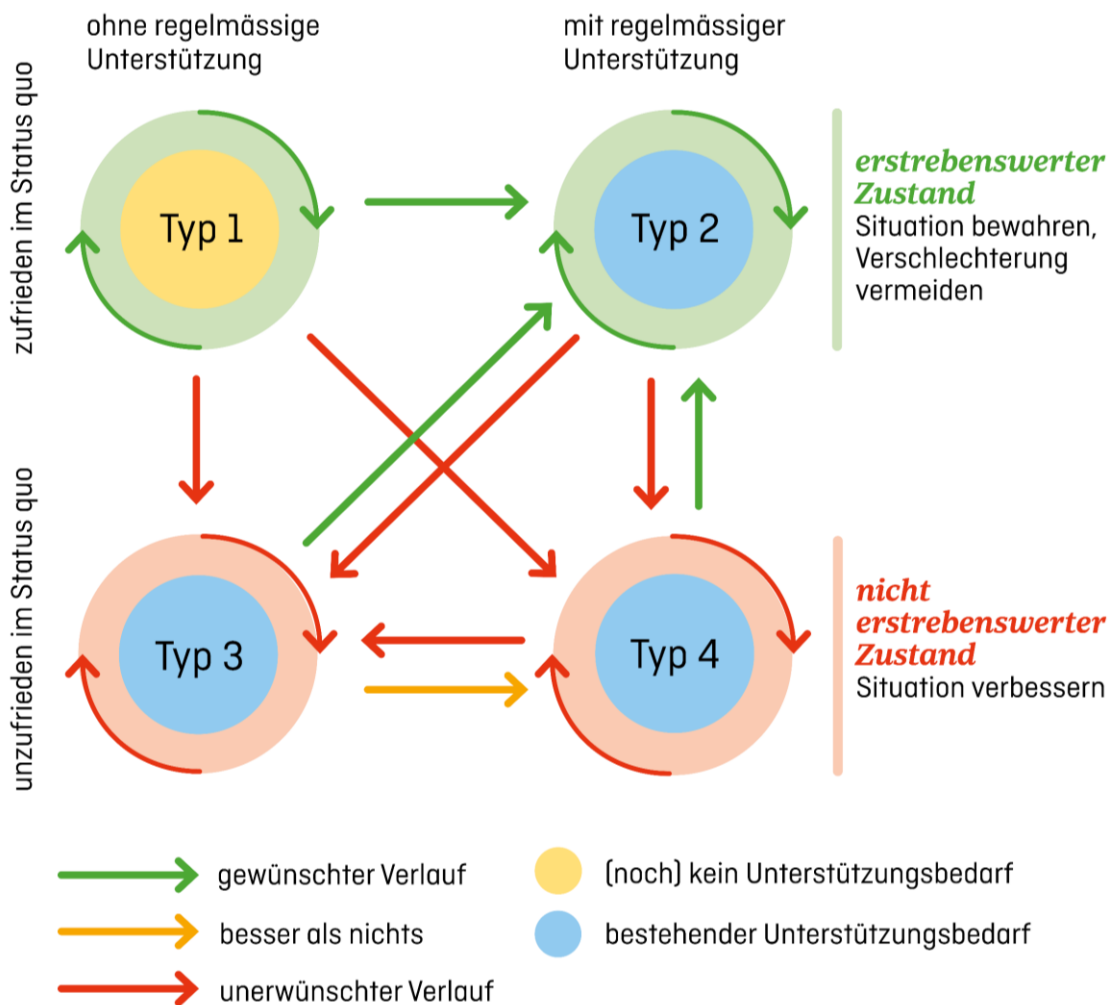 ohne regelmässige
Unterstützung
mit regelmässiger
Unterstützung
zufrieden im Status quo
Typ 1
Typ 2
erstrebenswerter
Zustand
Situation bewahren,
Verschlechterung
vermeiden
unzufrieden im Status quo
Typ 3
Typ 4
nicht
erstrebenswerter
Zustand
Situation verbessern
gewünschter Verlauf
besser als nichts
unerwünschter Verlauf
(noch) kein Unterstützungsbedarf
bestehender Unterstützungsbedarf